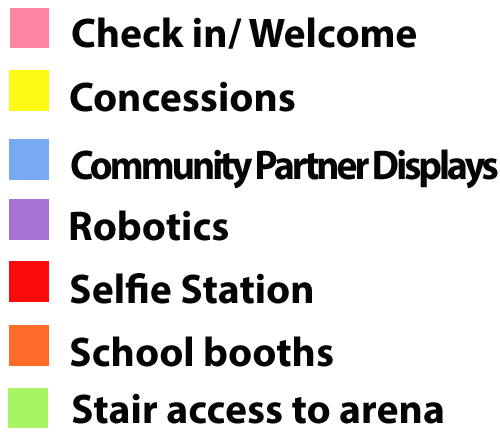 Check in/ Welcome
Concessions
Community Partner Displays
Robotics
Selfie Station
School booths
Stair access to arena